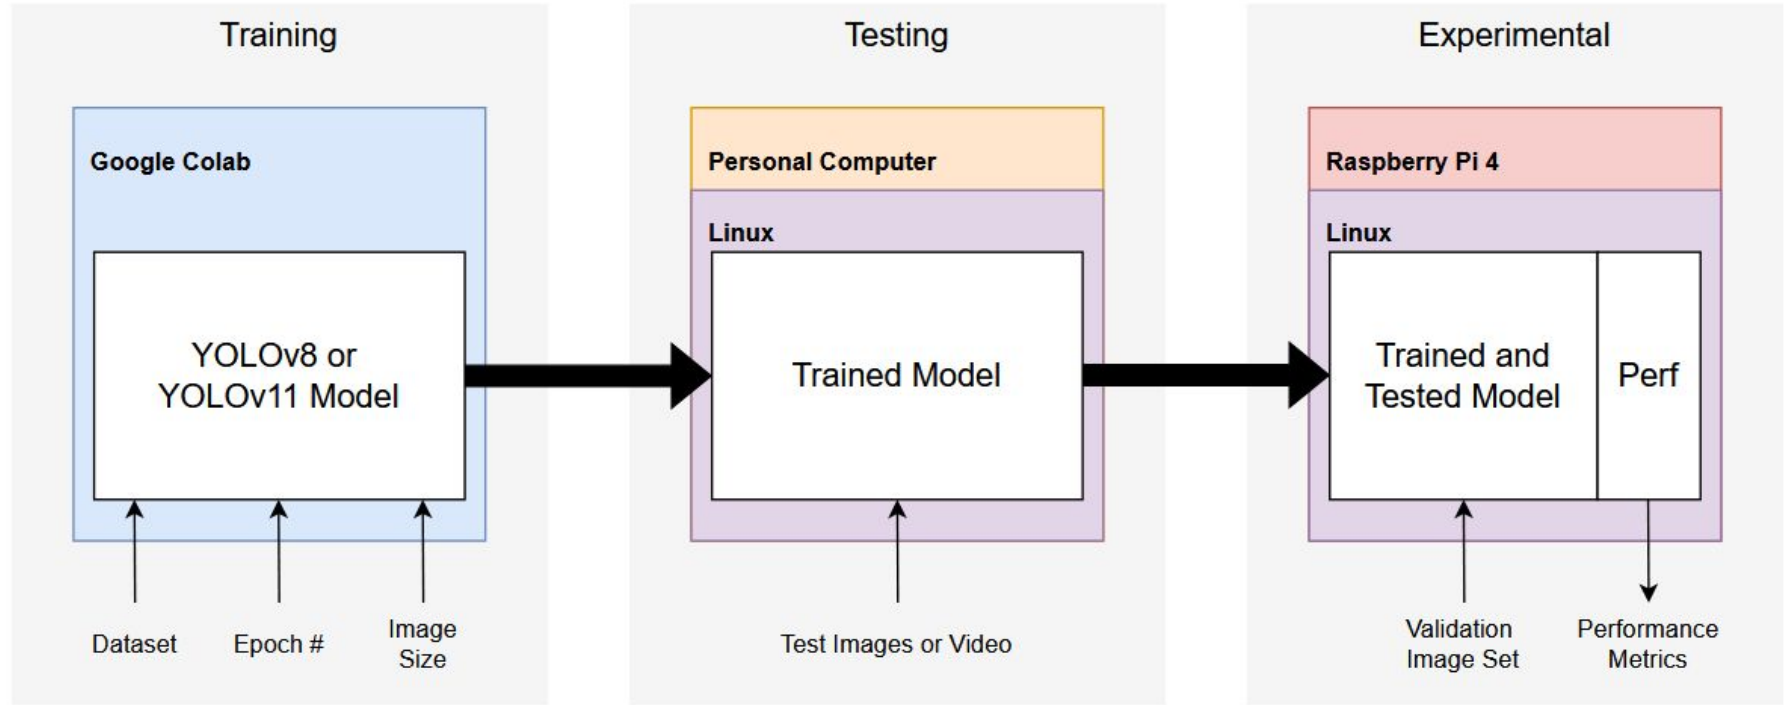 Training
Google Colab
YOLOv8 or
YOLOv11 Model
Dataset
Epoch #
Image
Size
Testing
Personal Computer
Linux
Trained Model
Test Images or Video
Experimental
Raspberry Pi 4
Linux
Trained and
Tested Model
Perf
Validation
Image Set
Performance
Metrics